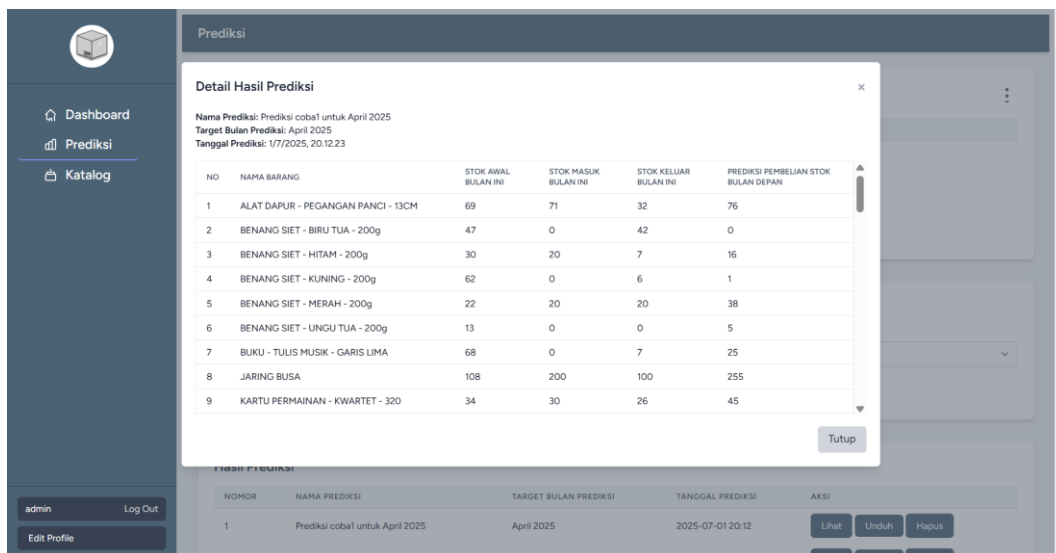 Prediksi
Dashboard
Prediksi
Katalog
admin Log Out
Edit Profile
Detail Hasil Prediksi ×
Nama Prediksi: Prediksi coba1 untuk April 2025
Target Bulan Prediksi: April 2025
Tanggal Prediksi: 1/7/2025, 20.12.23
NO NAMA BARANG STOK AWAL BULAN INI STOK MASUK BULAN INI STOK KELUAR BULAN INI PREDIKSI PEMBELIAN STOK BULAN DEPAN
1 ALAT DAPUR - PEGANGAN PANCI - 13CM 69 71 32 76
2 BENANG SIET - BIRU TUA - 200g 47 0 42 0
3 BENANG SIET - HITAM - 200g 30 20 7 16
4 BENANG SIET - KUNING - 200g 62 0 6 1
5 BENANG SIET - MERAH - 200g 22 20 20 38
6 BENANG SIET - UNGU TUA - 200g 13 0 0 5
7 BUKU - TULIS MUSIK - GARIS LIMA 68 0 7 25
8 JARING BUSA 108 200 100 255
9 KARTU PERMAINAN - KWARTET - 320 34 30 26 45
Tutup
Hasil Prediksi
NOMOR NAMA PREDIKSI TARGET BULAN PREDIKSI TANGGAL PREDIKSI AKSI
1 Prediksi coba1 untuk April 2025 April 2025 2025-07-01 20:12 Lihat Unduh Hapus